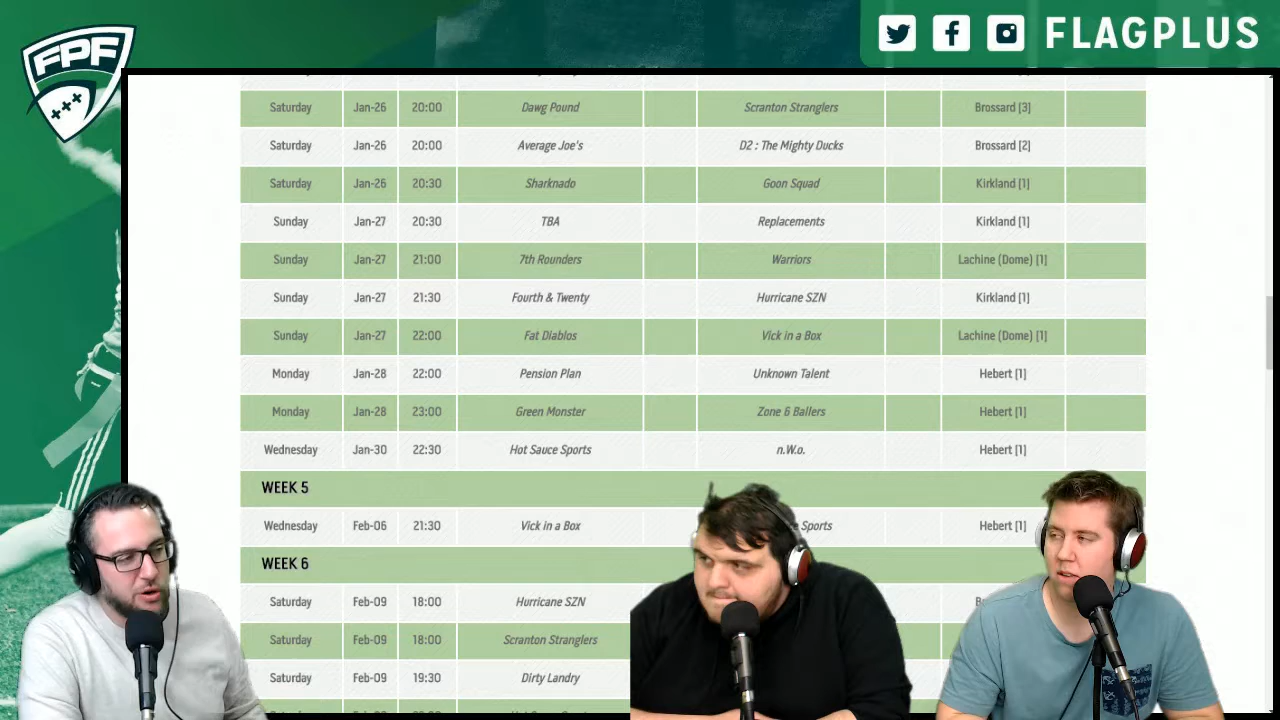 FPF
FLAGPLUS
Saturday Jan-26 20:00 Dawg Pound Scranton Stranglers Brossard [3]
Saturday Jan-26 20:00 Average Joe's D2 : The Mighty Ducks Brossard [2]
Saturday Jan-26 20:30 Sharknado Goon Squad Kirkland [1]
Sunday Jan-27 20:30 TBA Replacements Kirkland [1]
Sunday Jan-27 21:00 7th Rounders Warriors Lachine (Dome) [1]
Sunday Jan-27 21:30 Fourth & Twenty Hurricane SZN Kirkland [1]
Sunday Jan-27 22:00 Fat Diablos Vick in a Box Lachine (Dome) [1]
Monday Jan-28 22:00 Pension Plan Unknown Talent Hebert [1]
Monday Jan-28 23:00 Green Monster Zone 6 Ballers Hebert [1]
Wednesday Jan-30 22:30 Hot Sauce Sports n.W.o. Hebert [1]
WEEK 5
Wednesday Feb-06 21:30 Vick in a Box Sports Hebert [1]
WEEK 6
Saturday Feb-09 18:00 Hurricane SZN
Saturday Feb-09 18:00 Scranton Stranglers
Saturday Feb-09 19:30 Dirty Landry